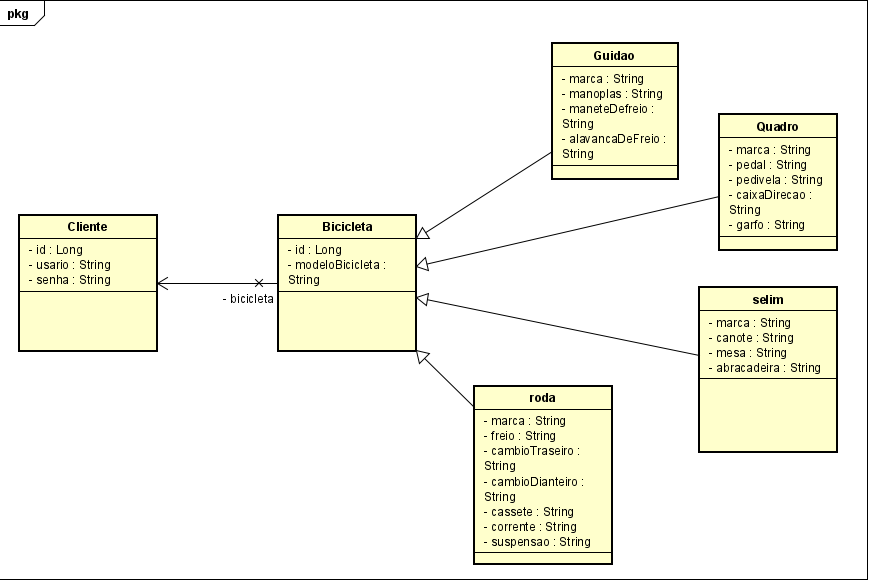 pkg
Guidao
- marca : String
- manoplas : String
- maneteDefreio :
String
- alavancaDeFreio :
String
Quadro
- marca : String
- pedal : String
- pedivela : String
- caixaDirecao :
String
- garfo : String
Cliente
- id : Long
- usario : String
- senha : String
- bicicleta
Bicicleta
- id : Long
- modeloBicicleta :
String
selim
- marca : String
- canote : String
- mesa : String
- abracadeira : String
roda
- marca : String
- freio : String
- cambioTraseiro :
String
- cambioDianteiro :
String
- cassete : String
- corrente : String
- suspensao : String